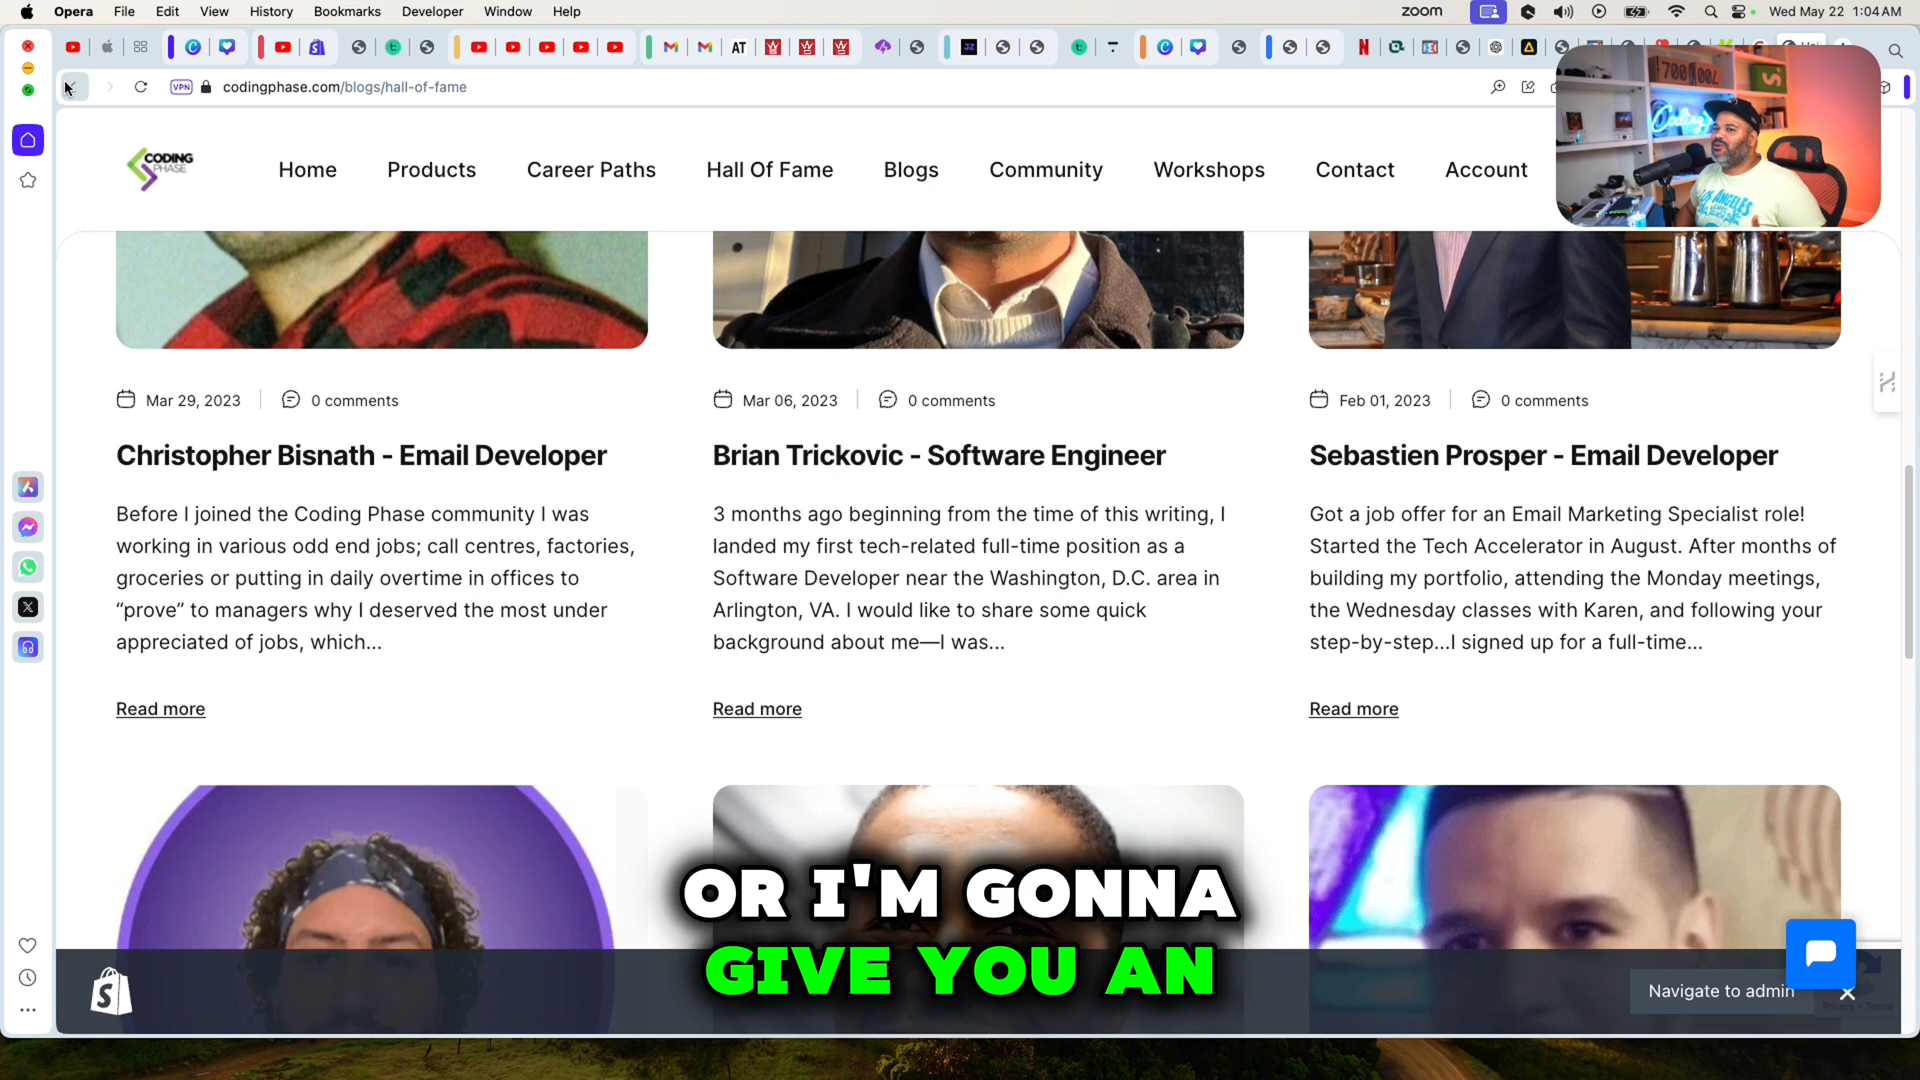 Opera File Edit View History Bookmarks Developer Window Help zoom Wed May 22 1:04 AM
AT
VPN codingphase.com/blogs/hall-of-fame
CODING PHASE
Home Products Career Paths Hall Of Fame Blogs Community Workshops Contact Account
Mar 29, 2023 0 comments
Christopher Bisnath - Email Developer
Before I joined the Coding Phase community I was
working in various odd end jobs; call centres, factories,
groceries or putting in daily overtime in offices to
“prove” to managers why I deserved the most under
appreciated of jobs, which...
Read more
Mar 06, 2023 0 comments
Brian Trickovic - Software Engineer
3 months ago beginning from the time of this writing, I
landed my first tech-related full-time position as a
Software Developer near the Washington, D.C. area in
Arlington, VA. I would like to share some quick
background about me—I was...
Read more
Feb 01, 2023 0 comments
Sebastien Prosper - Email Developer
Got a job offer for an Email Marketing Specialist role!
Started the Tech Accelerator in August. After months of
building my portfolio, attending the Monday meetings,
the Wednesday classes with Karen, and following your
step-by-step...I signed up for a full-time...
Read more
OR I'M GONNA
GIVE YOU AN
Navigate to admin
Privacy - Terms